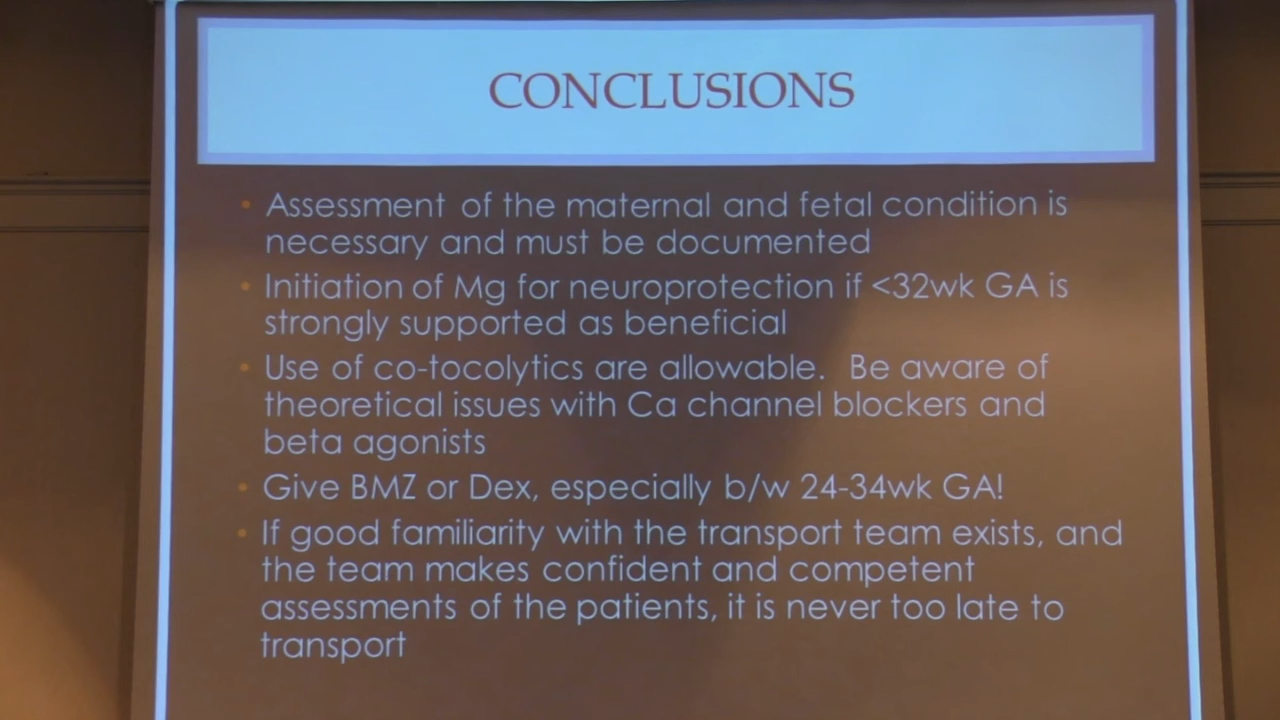 CONCLUSIONS
• Assessment of the maternal and fetal condition is
necessary and must be documented
• Initiation of Mg for neuroprotection if <32wk GA is
strongly supported as beneficial
• Use of co-tocolytics are allowable.  Be aware of
theoretical issues with Ca channel blockers and
beta agonists
• Give BMZ or Dex, especially b/w 24-34wk GA!
• If good familiarity with the transport team exists, and
the team makes confident and competent
assessments of the patients, it is never too late to
transport